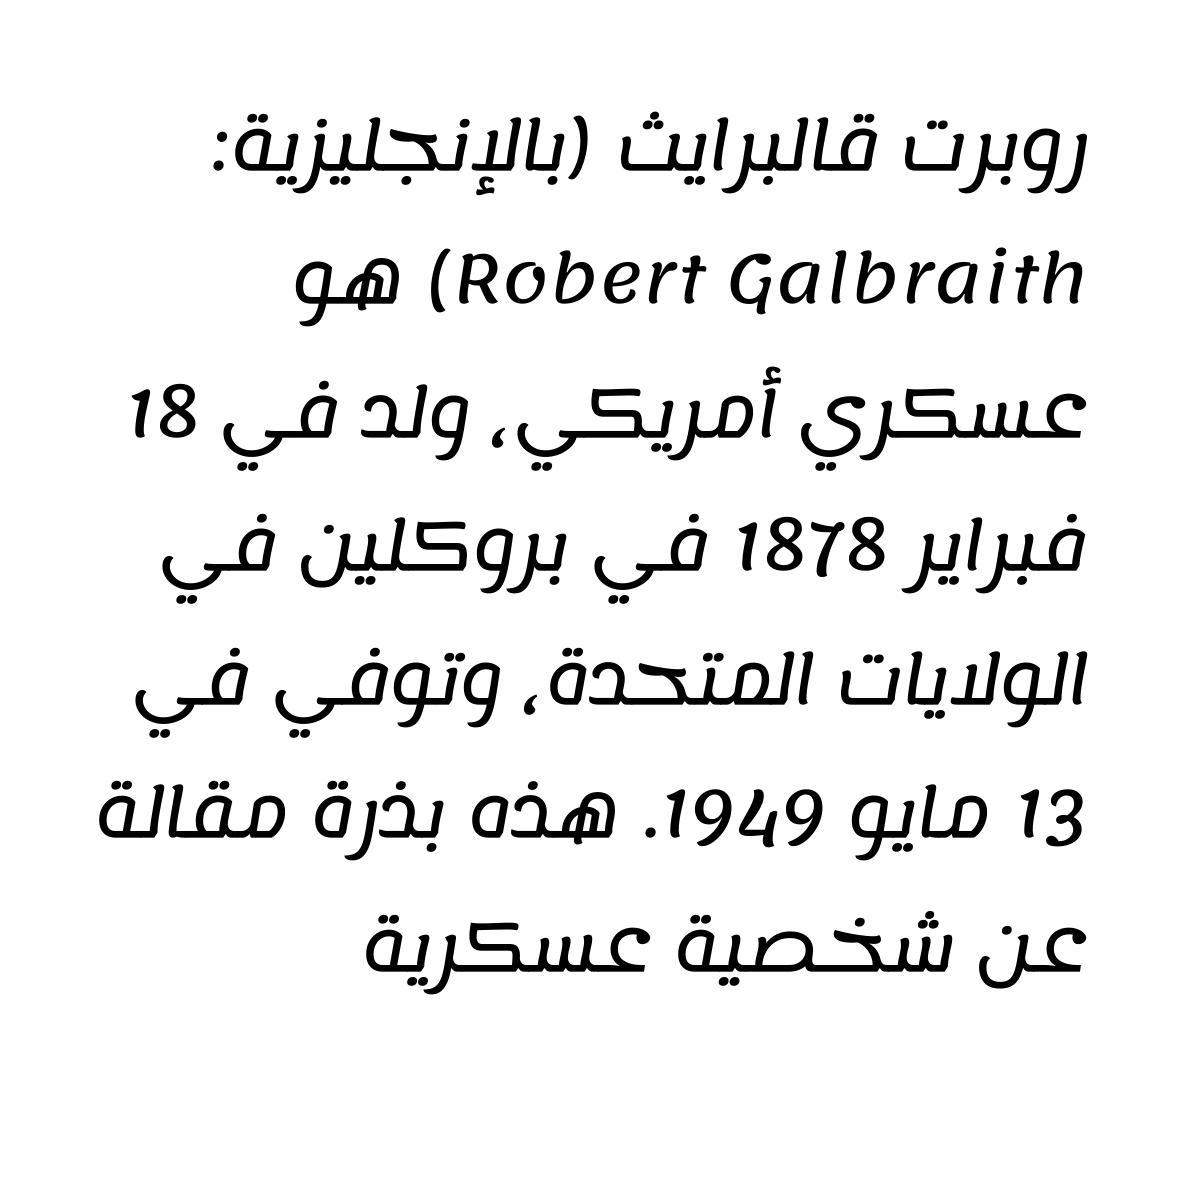 روبرت قالبرايث (بالإنجليزية:
Robert Galbraith) هو
عسكري أمريكي، ولد في 18
فبراير 1878 في بروكلين في
الولايات المتحدة، وتوفي في
13 مايو 1949. هذه بذرة مقالة
عن شخصية عسكرية